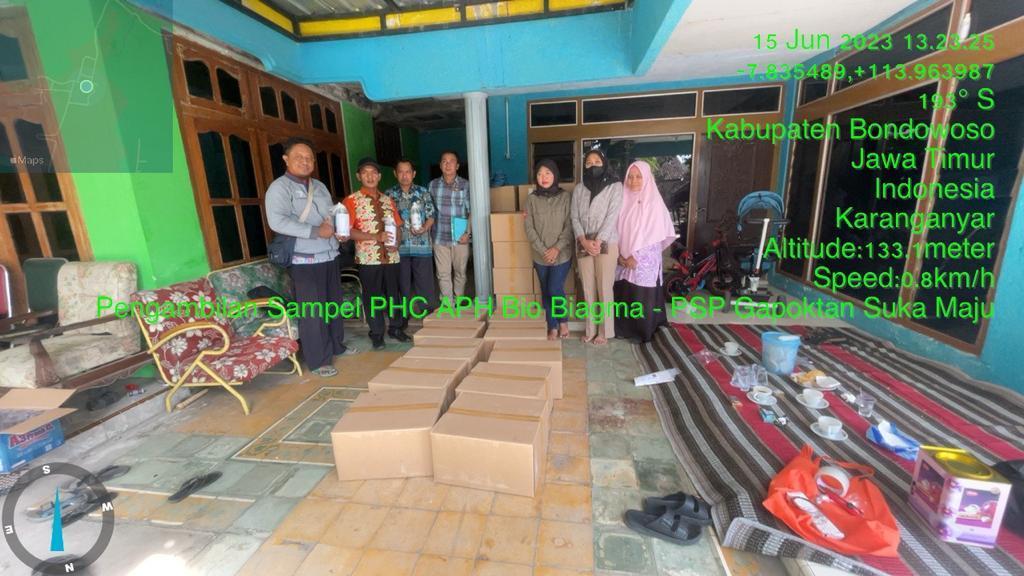 15 Jun 2023 13.23.25
-7.835489,+113.963987
193° S
Kabupaten Bondowoso
Jawa Timur
Indonesia
Karanganyar
Altitude:133.1meter
Speed:0.8km/h
Pengambilan Sampel PHC APH Bio Biagma - PSP Gapoktan Suka Maju
Maps
S
W
E
N